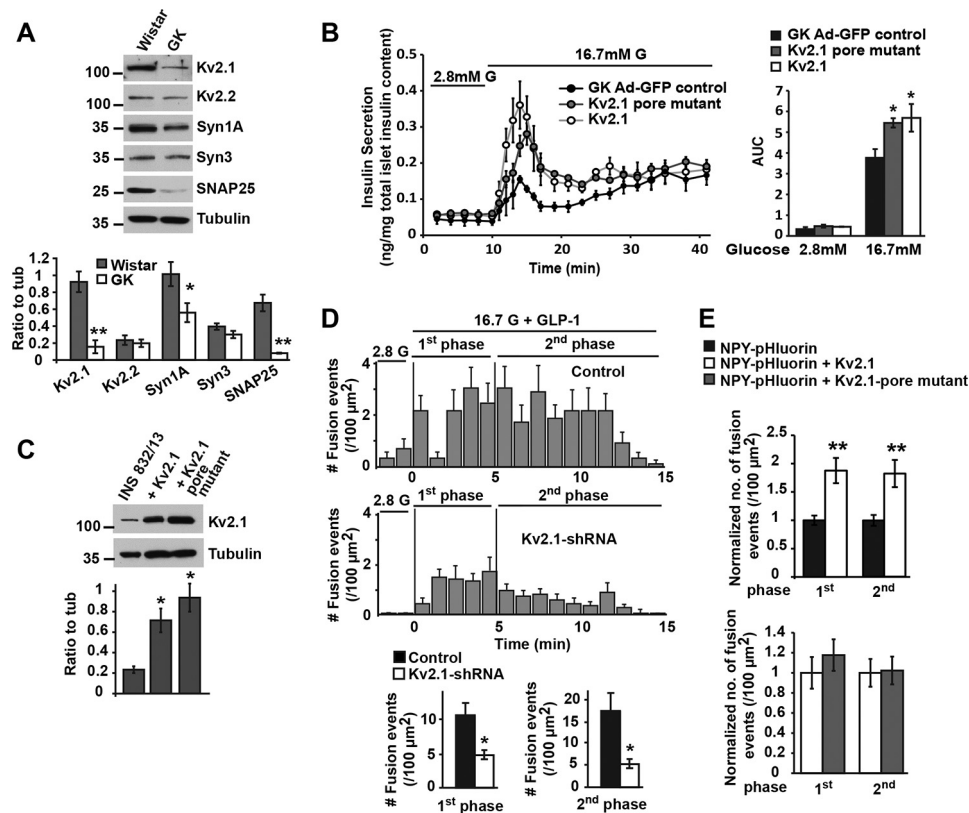 A
Wistar
GK
100
Kv2.1
100
Kv2.2
35
Syn1A
35
Syn3
25
SNAP25
35
Tubulin
Ratio to tub
1.2
1
0.8
0.6
0.4
0.2
0
Wistar
GK
**
*
**
Kv2.1
Kv2.2
Syn1A
Syn3
SNAP25
B
Insulin Secretion
(ng/mg total islet insulin content)
0.5
0.4
0.3
0.2
0.1
0
2.8mM G
16.7mM G
GK Ad-GFP control
Kv2.1 pore mutant
Kv2.1
0
10
20
30
40
Time (min)
GK Ad-GFP control
Kv2.1 pore mutant
Kv2.1
AUC
7
6
5
4
3
2
1
0
*
*
Glucose
2.8mM
16.7mM
C
INS 832/13
+ Kv2.1
+ Kv2.1
pore
mutant
100
Kv2.1
35
Tubulin
Ratio to tub
1
0.8
0.6
0.4
0.2
0
*
*
D
16.7 G + GLP-1
2.8 G
1st phase
2nd phase
Control
# Fusion events
(/100 µm2)
4
2
0
0
5
10
15
2.8 G
1st phase
2nd phase
Kv2.1-shRNA
# Fusion events
(/100 µm2)
4
2
0
0
5
10
15
Time (min)
Control
Kv2.1-shRNA
# Fusion events
(/100 µm2)
10
5
0
*
1st phase
# Fusion events
(/100 µm2)
20
15
10
5
0
*
2nd phase
E
NPY-pHluorin
NPY-pHluorin + Kv2.1
NPY-pHluorin + Kv2.1-pore mutant
Normalized no. of fusion
events (/100 µm2)
2.5
2
1.5
1
0.5
0
**
**
phase
1st
2nd
Normalized no. of fusion
events (/100 µm2)
1.4
1.2
1
0.8
0.6
0.4
0.2
0
phase
1st
2nd